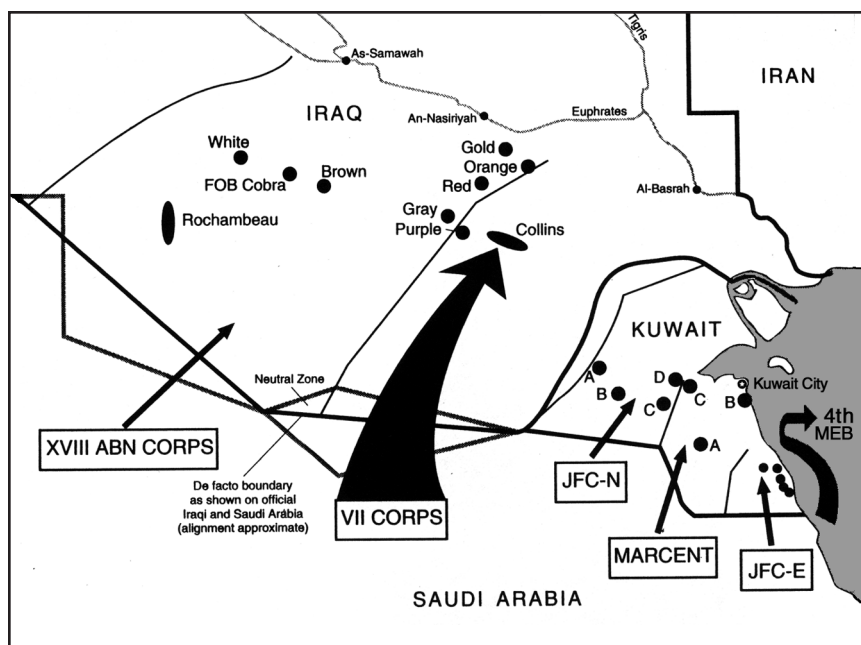 Tigris
As-Samawah
IRAN
IRAQ
An-Nasiriyah
Euphrates
White
Gold
FOB Cobra
Brown
Orange
Red
Al-Basrah
Rochambeau
Gray
Purple
Collins
KUWAIT
Neutral Zone
A
D
Kuwait City
B
C
C
B
4th
MEB
XVIII ABN CORPS
A
JFC-N
De facto boundary
as shown on official
Iraqi and Saudi Arabia
(alignment approximate)
VII CORPS
MARCENT
JFC-E
SAUDI ARABIA